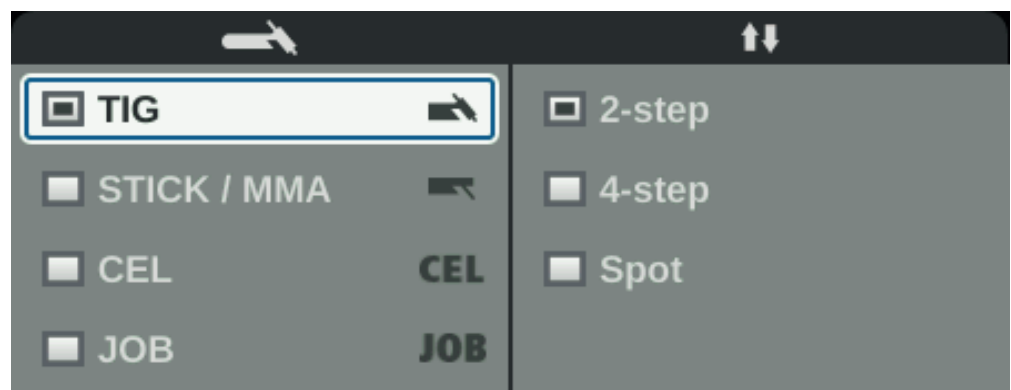 TIG
STICK / MMA
CEL CEL
JOB JOB
2-step
4-step
Spot